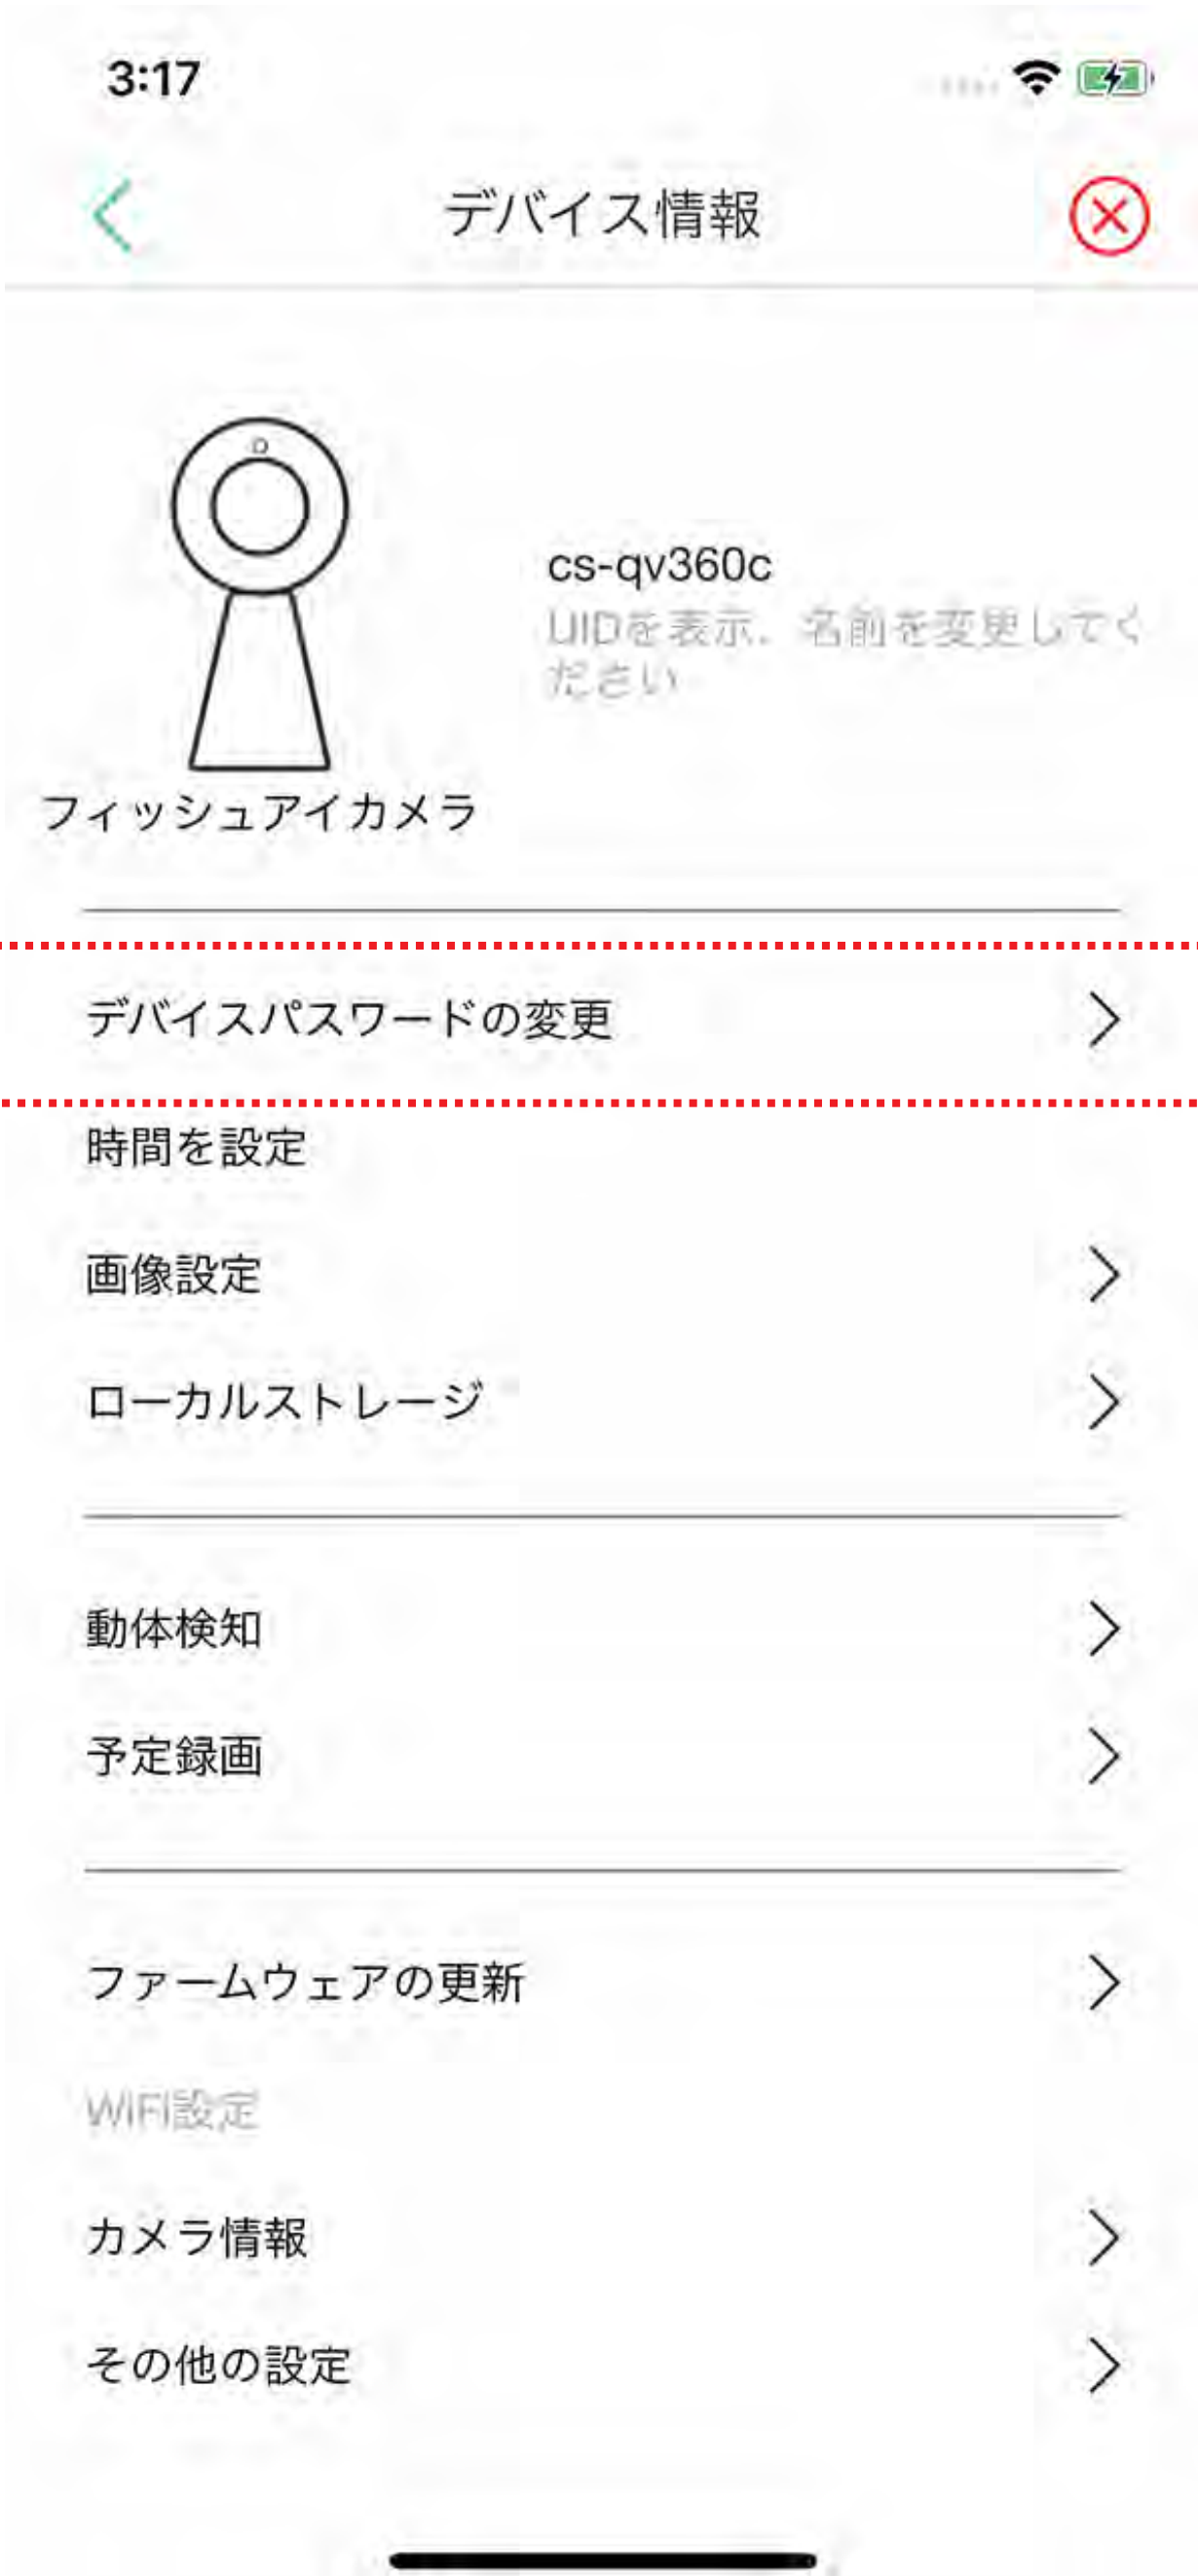 3:17
デバイス情報
cs-qv360c
UIDを表示、名前を変更してく
ださい
フィッシュアイカメラ
デバイスパスワードの変更
時間を設定
画像設定
ローカルストレージ
動体検知
予定録画
ファームウェアの更新
WiFi設定
カメラ情報
その他の設定